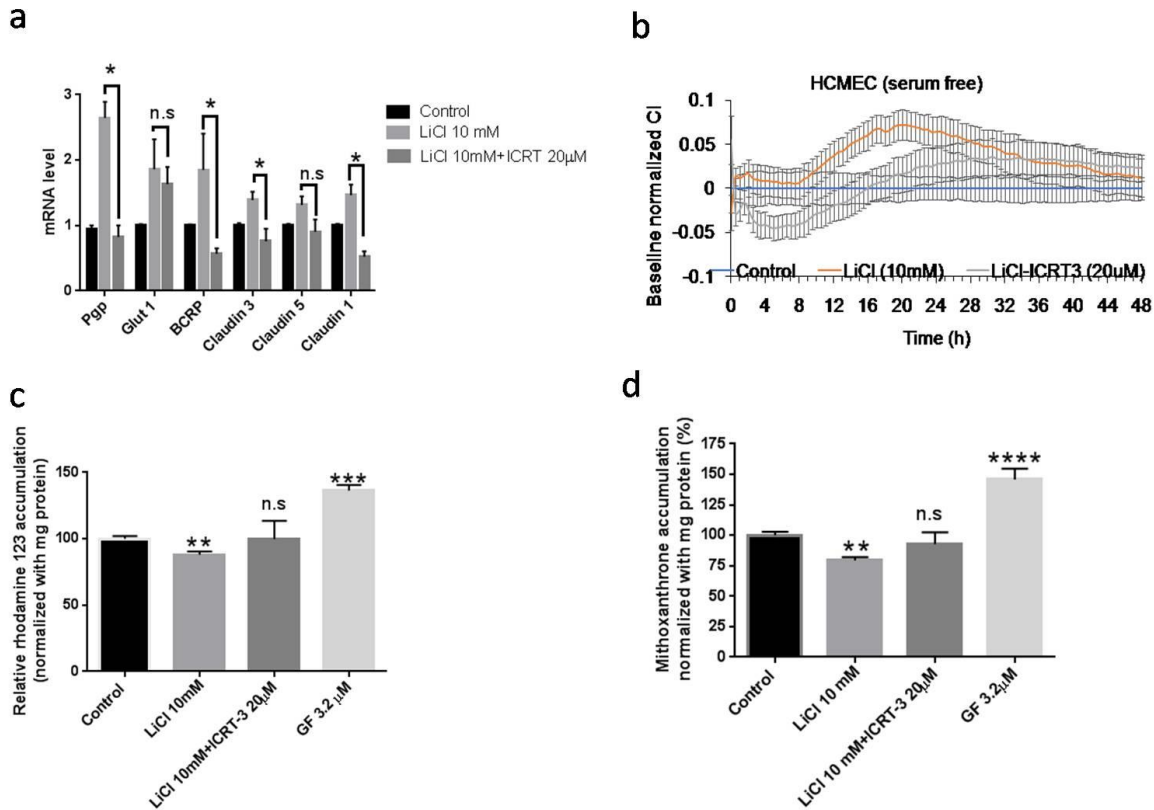 a
mRNA level
3
2
1
0
*
n.s
*
*
n.s
*
Control
LiCl 10 mM
LiCl 10mM+ICRT 20µM
Pgp
Glut 1
BCRP
Claudin 3
Claudin 5
Claudin 1
b
HCMEC (serum free)
Baseline normalized CI
0.1
0.05
0
-0.05
-0.1
Control
LiCl (10mM)
LiCl-ICRT3 (20uM)
0 4 8 12 16 20 24 28 32 36 40 44 48
Time (h)
c
Relative rhodamine 123 accumulation
(normalized with mg protein)
150
100
50
0
**
n.s
***
Control
LiCl 10mM
LiCl 10mM+ICRT-3 20µM
GF 3.2 µM
d
Mithoxanthrone accumulation
normalized with mg protein (%)
175
150
125
100
75
50
25
0
**
n.s
****
Control
LiCl 10 mM
LiCl 10 mM+ICRT-3 20µM
GF 3.2µM